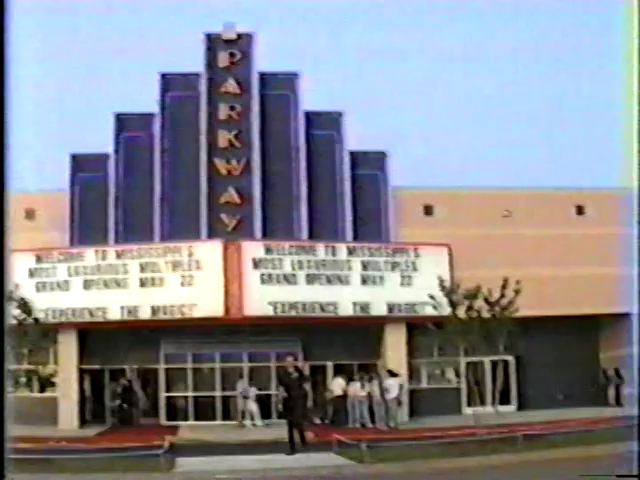 PARKWAY
WELCOME TO MISSISSIPPI'S
MOST LUXURIOUS MULTIPLEX
GRAND OPENING MAY 22
"EXPERIENCE THE MAGIC!"
WELCOME TO MISSISSIPPI'S
MOST LUXURIOUS MULTIPLEX
GRAND OPENING MAY 22
"EXPERIENCE THE MAGIC!"